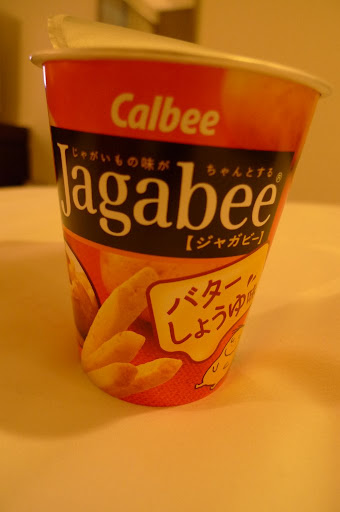 Calbee
じゃがいもの味が ちゃんとする
Jagabee®
【ジャガビー】
バター
しょうゆ味